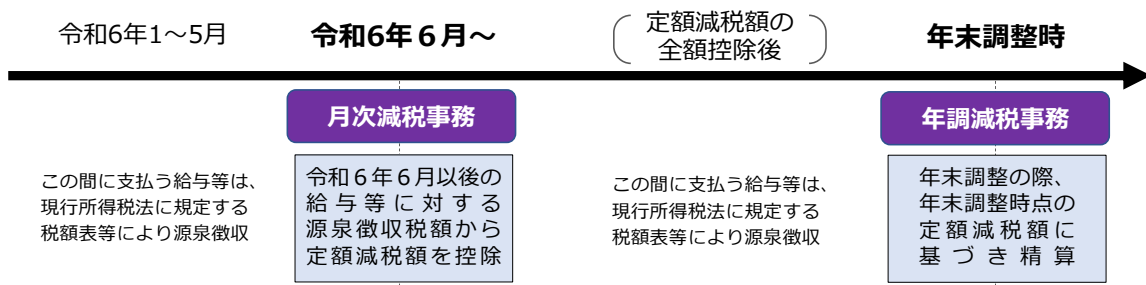 令和6年1～5月
令和6年６月～
定額減税額の
全額控除後
年末調整時
月次減税事務
年調減税事務
この間に支払う給与等は、
現行所得税法に規定する
税額表等により源泉徴収
令和６年６月以後の
給与等に対する
源泉徴収税額から
定額減税額を控除
この間に支払う給与等は、
現行所得税法に規定する
税額表等により源泉徴収
年末調整の際、
年末調整時点の
定額減税額に
基づき精算